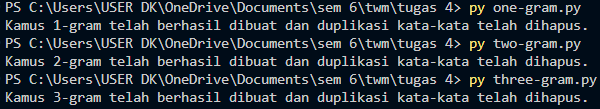 PS C:\Users\USER DK\OneDrive\Documents\sem 6\twm\tugas 4> py one-gram.py
Kamus 1-gram telah berhasil dibuat dan duplikasi kata-kata telah dihapus.
PS C:\Users\USER DK\OneDrive\Documents\sem 6\twm\tugas 4> py two-gram.py
Kamus 2-gram telah berhasil dibuat dan duplikasi kata-kata telah dihapus.
PS C:\Users\USER DK\OneDrive\Documents\sem 6\twm\tugas 4> py three-gram.py
Kamus 3-gram telah berhasil dibuat dan duplikasi kata-kata telah dihapus.